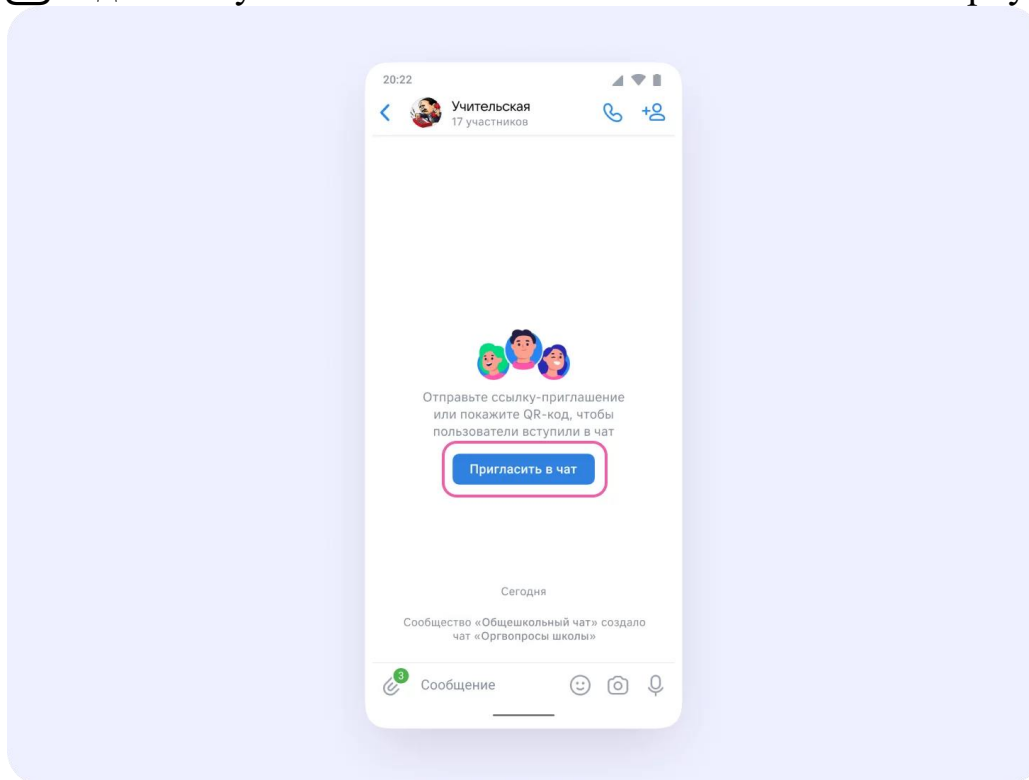 20:22
Учительская
17 участников
Отправьте ссылку-приглашение
или покажите QR-код, чтобы
пользователи вступили в чат
Пригласить в чат
Сегодня
Сообщество «Общешкольный чат» создало
чат «Оргвопросы школы»
3
Сообщение